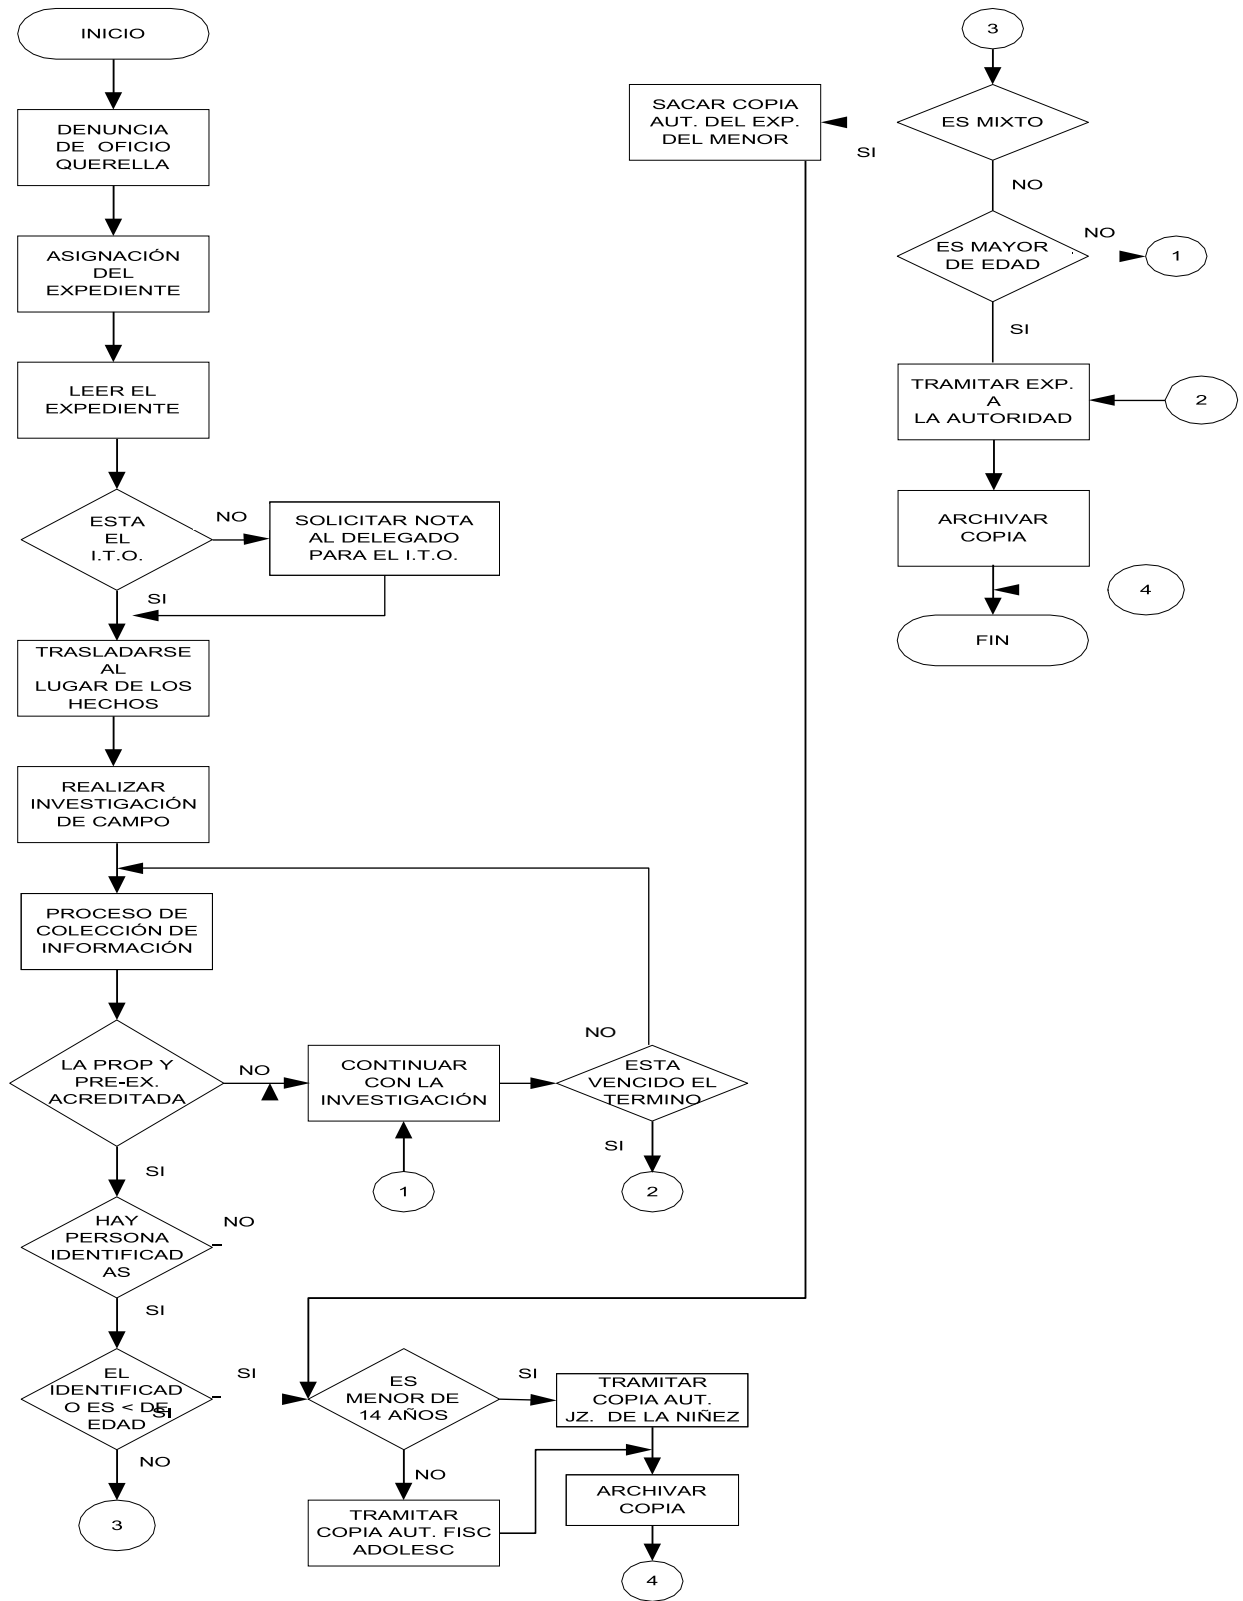 INICIO
DENUNCIA
DE OFICIO
QUERELLA
ASIGNACIÓN
DEL
EXPEDIENTE
LEER EL
EXPEDIENTE
ESTA
EL
I.T.O.
NO
SOLICITAR NOTA
AL DELEGADO
PARA EL I.T.O.
SI
TRASLADARSE
AL
LUGAR DE LOS
HECHOS
REALIZAR
INVESTIGACIÓN
DE CAMPO
PROCESO DE
COLECCIÓN DE
INFORMACIÓN
LA PROP Y
PRE-EX.
ACREDITADA
NO
CONTINUAR
CON LA
INVESTIGACIÓN
1
NO
ESTA
VENCIDO EL
TERMINO
SI
2
SI
HAY
PERSONA
IDENTIFICAD
AS
NO
SI
EL
IDENTIFICAD
O ES < DE
EDAD
SI
SI
NO
3
ES
MENOR DE
14 AÑOS
SI
TRAMITAR
COPIA AUT.
JZ. DE LA NIÑEZ
NO
TRAMITAR
COPIA AUT. FISC
ADOLESC
ARCHIVAR
COPIA
4
3
ES MIXTO
SI
SACAR COPIA
AUT. DEL EXP.
DEL MENOR
NO
ES MAYOR
DE EDAD
NO
1
SI
TRAMITAR EXP.
A
LA AUTORIDAD
2
ARCHIVAR
COPIA
4
FIN